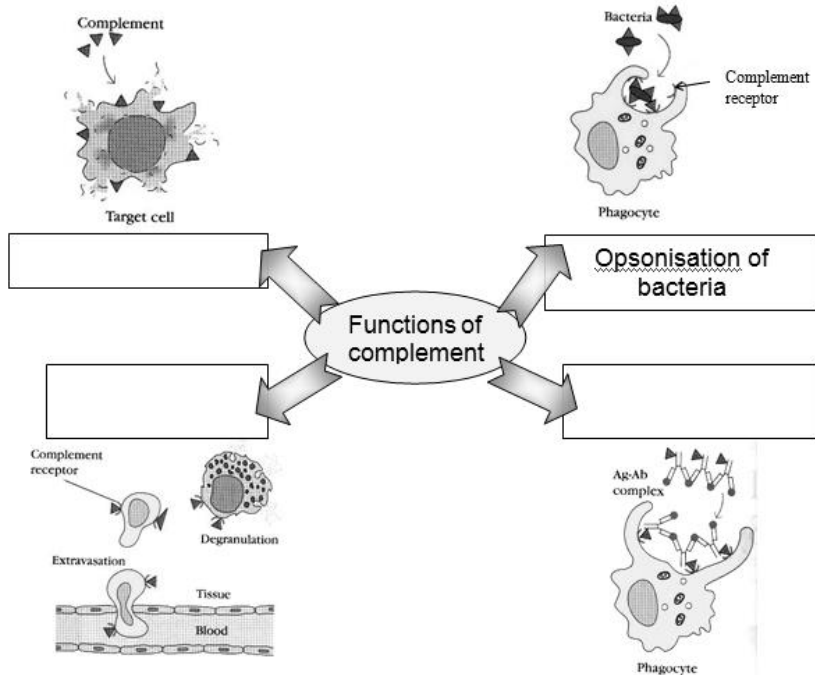 Complement
Target cell
Bacteria
Complement
receptor
Phagocyte
Opsonisation of
bacteria
Functions of
complement
Complement
receptor
Degranulation
Extravasation
Tissue
Blood
Ag-Ab
complex
Phagocyte